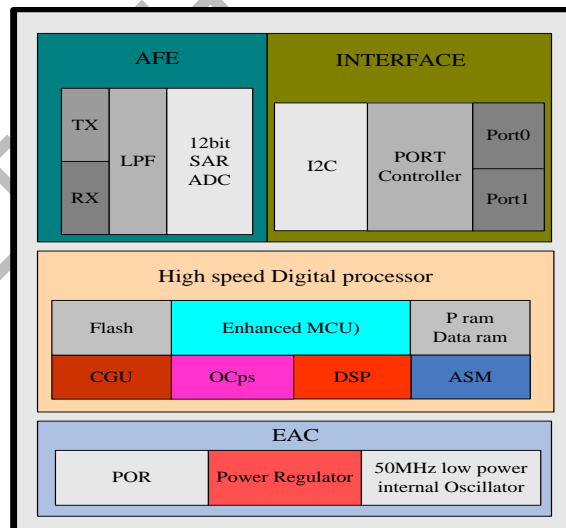 AFE
INTERFACE
TX
RX
LPF
12bit
SAR
ADC
I2C
PORT
Controller
Port0
Port1
High speed Digital processor
Flash
Enhanced MCU)
P ram
Data ram
CGU
OCps
DSP
ASM
EAC
POR
Power Regulator
50MHz low power
internal Oscillator